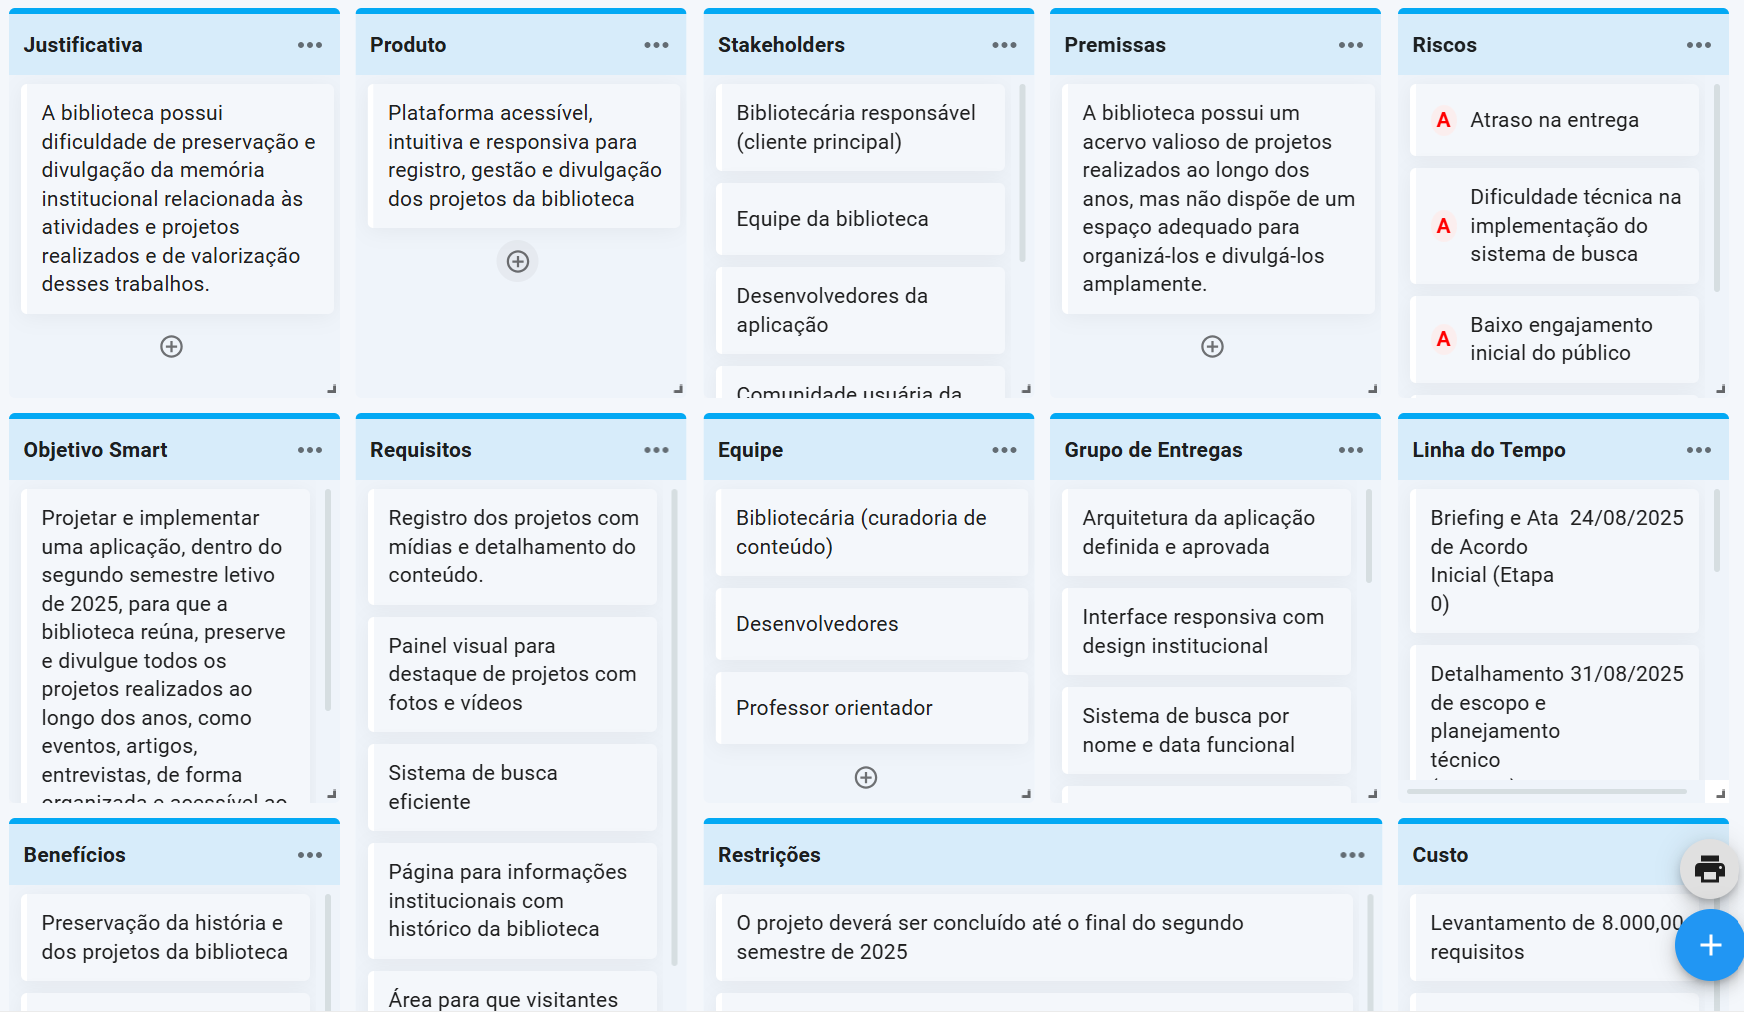 Justificativa
A biblioteca possui
dificuldade de preservação e
divulgação da memória
institucional relacionada às
atividades e projetos
realizados e de valorização
desses trabalhos.
Produto
Plataforma acessível,
intuitiva e responsiva para
registro, gestão e divulgação
dos projetos da biblioteca
Stakeholders
Bibliotecária responsável
(cliente principal)
Equipe da biblioteca
Desenvolvedores da
aplicação
Comunidade usuária da
Premissas
A biblioteca possui um
acervo valioso de projetos
realizados ao longo dos
anos, mas não dispõe de um
espaço adequado para
organizá-los e divulgá-los
amplamente.
Riscos
A Atraso na entrega
Dificuldade técnica na
A implementação do
sistema de busca
Baixo engajamento
A inicial do público
Objetivo Smart
Projetar e implementar
uma aplicação, dentro do
segundo semestre letivo
de 2025, para que a
biblioteca reúna, preserve
e divulgue todos os
projetos realizados ao
longo dos anos, como
eventos, artigos,
entrevistas, de forma
organizada e acessível ao
Requisitos
Registro dos projetos com
mídias e detalhamento do
conteúdo.
Painel visual para
destaque de projetos com
fotos e vídeos
Sistema de busca
eficiente
Página para informações
institucionais com
histórico da biblioteca
Área para que visitantes
Equipe
Bibliotecária (curadoria de
conteúdo)
Desenvolvedores
Professor orientador
Grupo de Entregas
Arquitetura da aplicação
definida e aprovada
Interface responsiva com
design institucional
Sistema de busca por
nome e data funcional
Linha do Tempo
Briefing e Ata 24/08/2025
de Acordo
Inicial (Etapa
0)
Detalhamento 31/08/2025
de escopo e
planejamento
técnico
Benefícios
Preservação da história e
dos projetos da biblioteca
Restrições
O projeto deverá ser concluído até o final do segundo
semestre de 2025
Custo
Levantamento de 8.000,00
requisitos